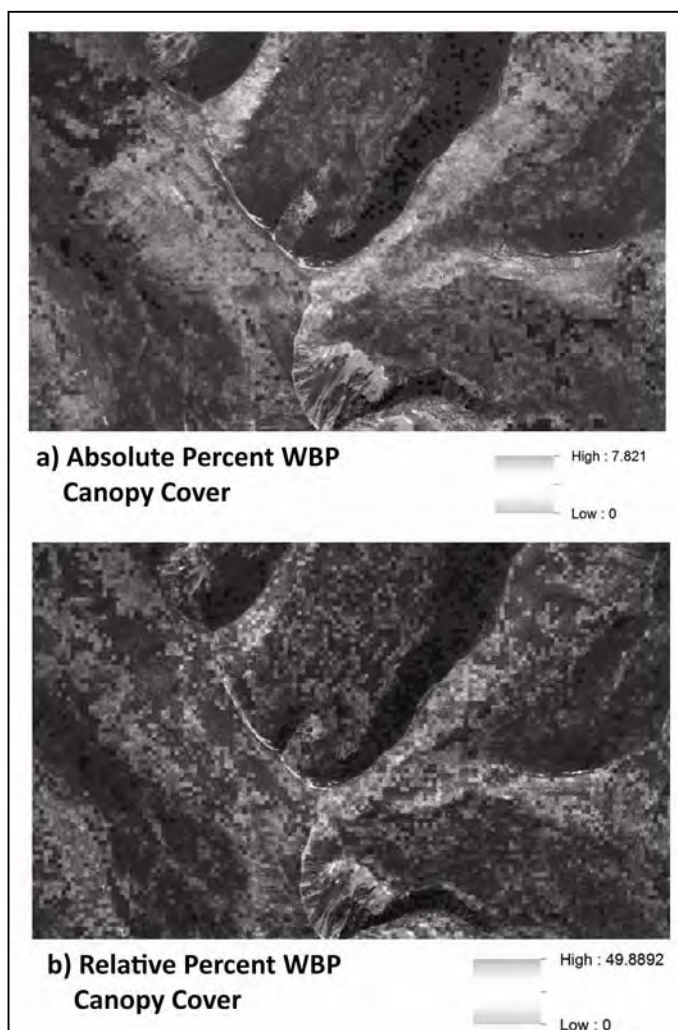 a) Absolute Percent WBP
Canopy Cover
High : 7.821
Low : 0
b) Relative Percent WBP
Canopy Cover
High : 49.8892
Low : 0